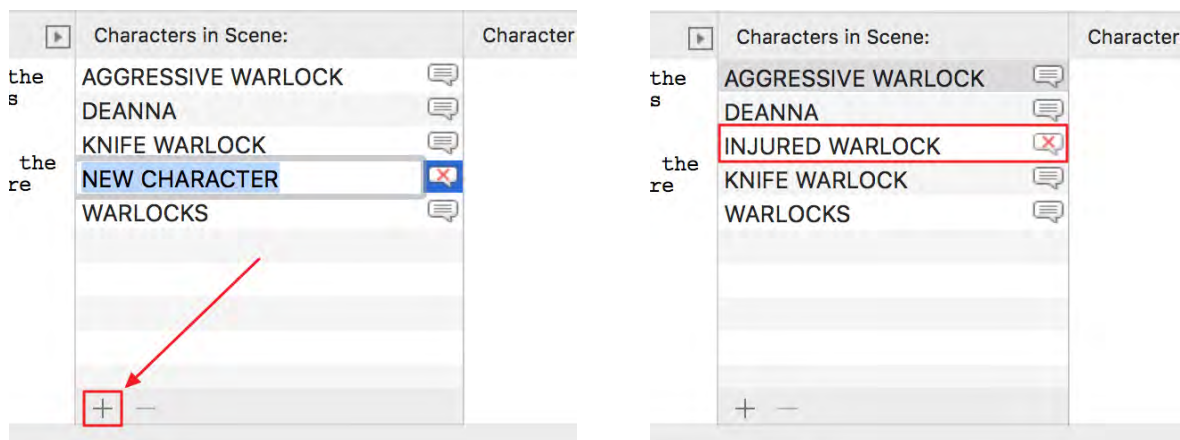 Characters in Scene:
Character
the
s
the
re
AGGRESSIVE WARLOCK
DEANNA
KNIFE WARLOCK
NEW CHARACTER
WARLOCKS
+ −
Characters in Scene:
Character
the
s
the
re
AGGRESSIVE WARLOCK
DEANNA
INJURED WARLOCK
KNIFE WARLOCK
WARLOCKS
+ −